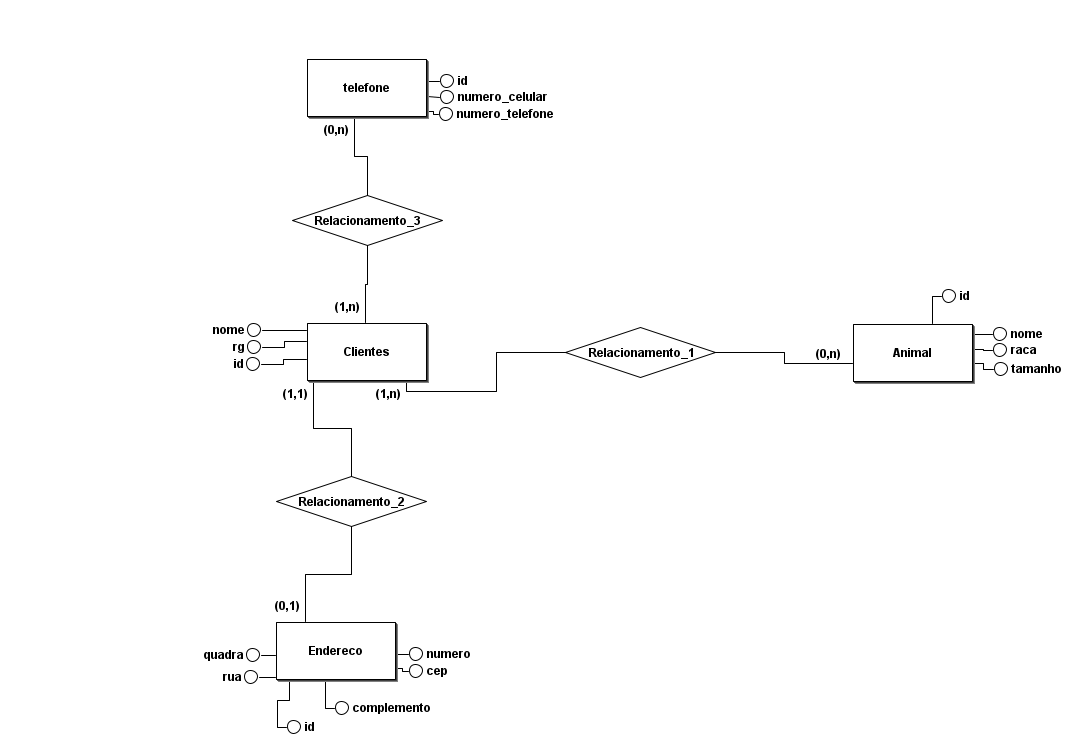 telefone
id
numero_celular
numero_telefone
(0,n)
Relacionamento_3
(1,n)
nome
rg
id
Clientes
(1,1)
(1,n)
Relacionamento_1
(0,n)
Animal
id
nome
raca
tamanho
Relacionamento_2
(0,1)
Endereco
quadra
rua
numero
cep
complemento
id